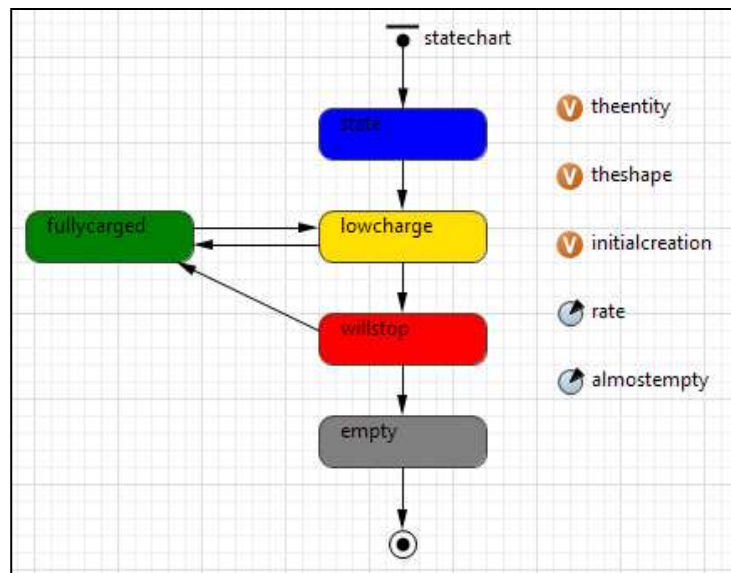 statechart
state
theentity
theshape
fullycarged
lowcharge
initialcreation
willstop
rate
almostempty
empty